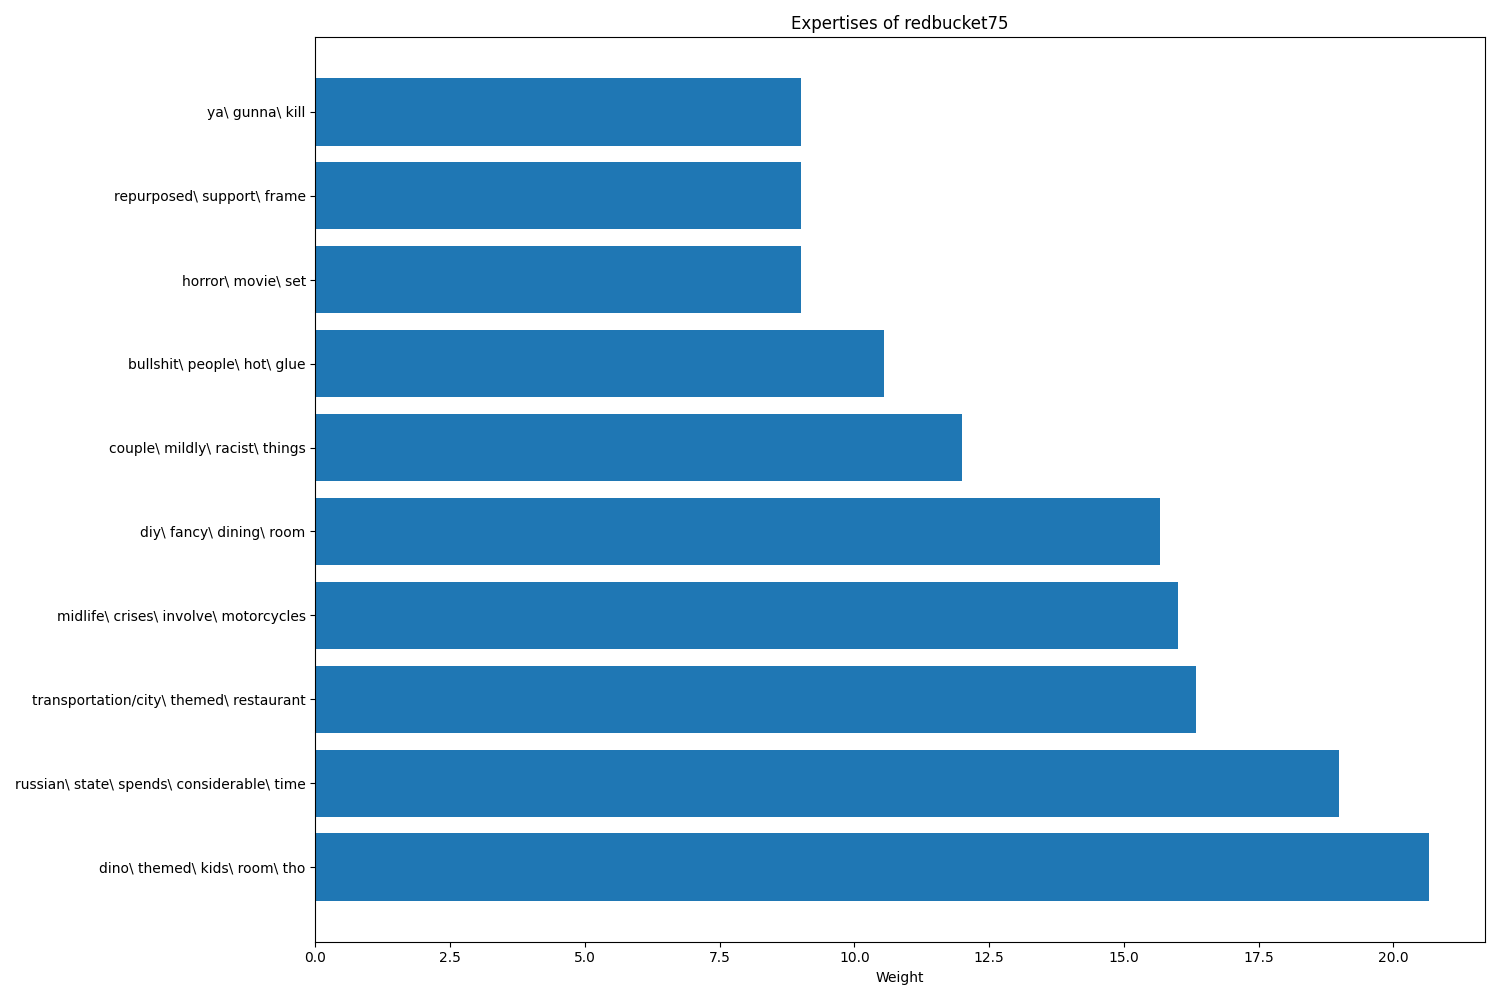 Expertises of redbucket75
ya\ gunna\ kill
repurposed\ support\ frame
horror\ movie\ set
bullshit\ people\ hot\ glue
couple\ mildly\ racist\ things
diy\ fancy\ dining\ room
midlife\ crises\ involve\ motorcycles
transportation/city\ themed\ restaurant
russian\ state\ spends\ considerable\ time
dino\ themed\ kids\ room\ tho
0.0 2.5 5.0 7.5 10.0 12.5 15.0 17.5 20.0
Weight